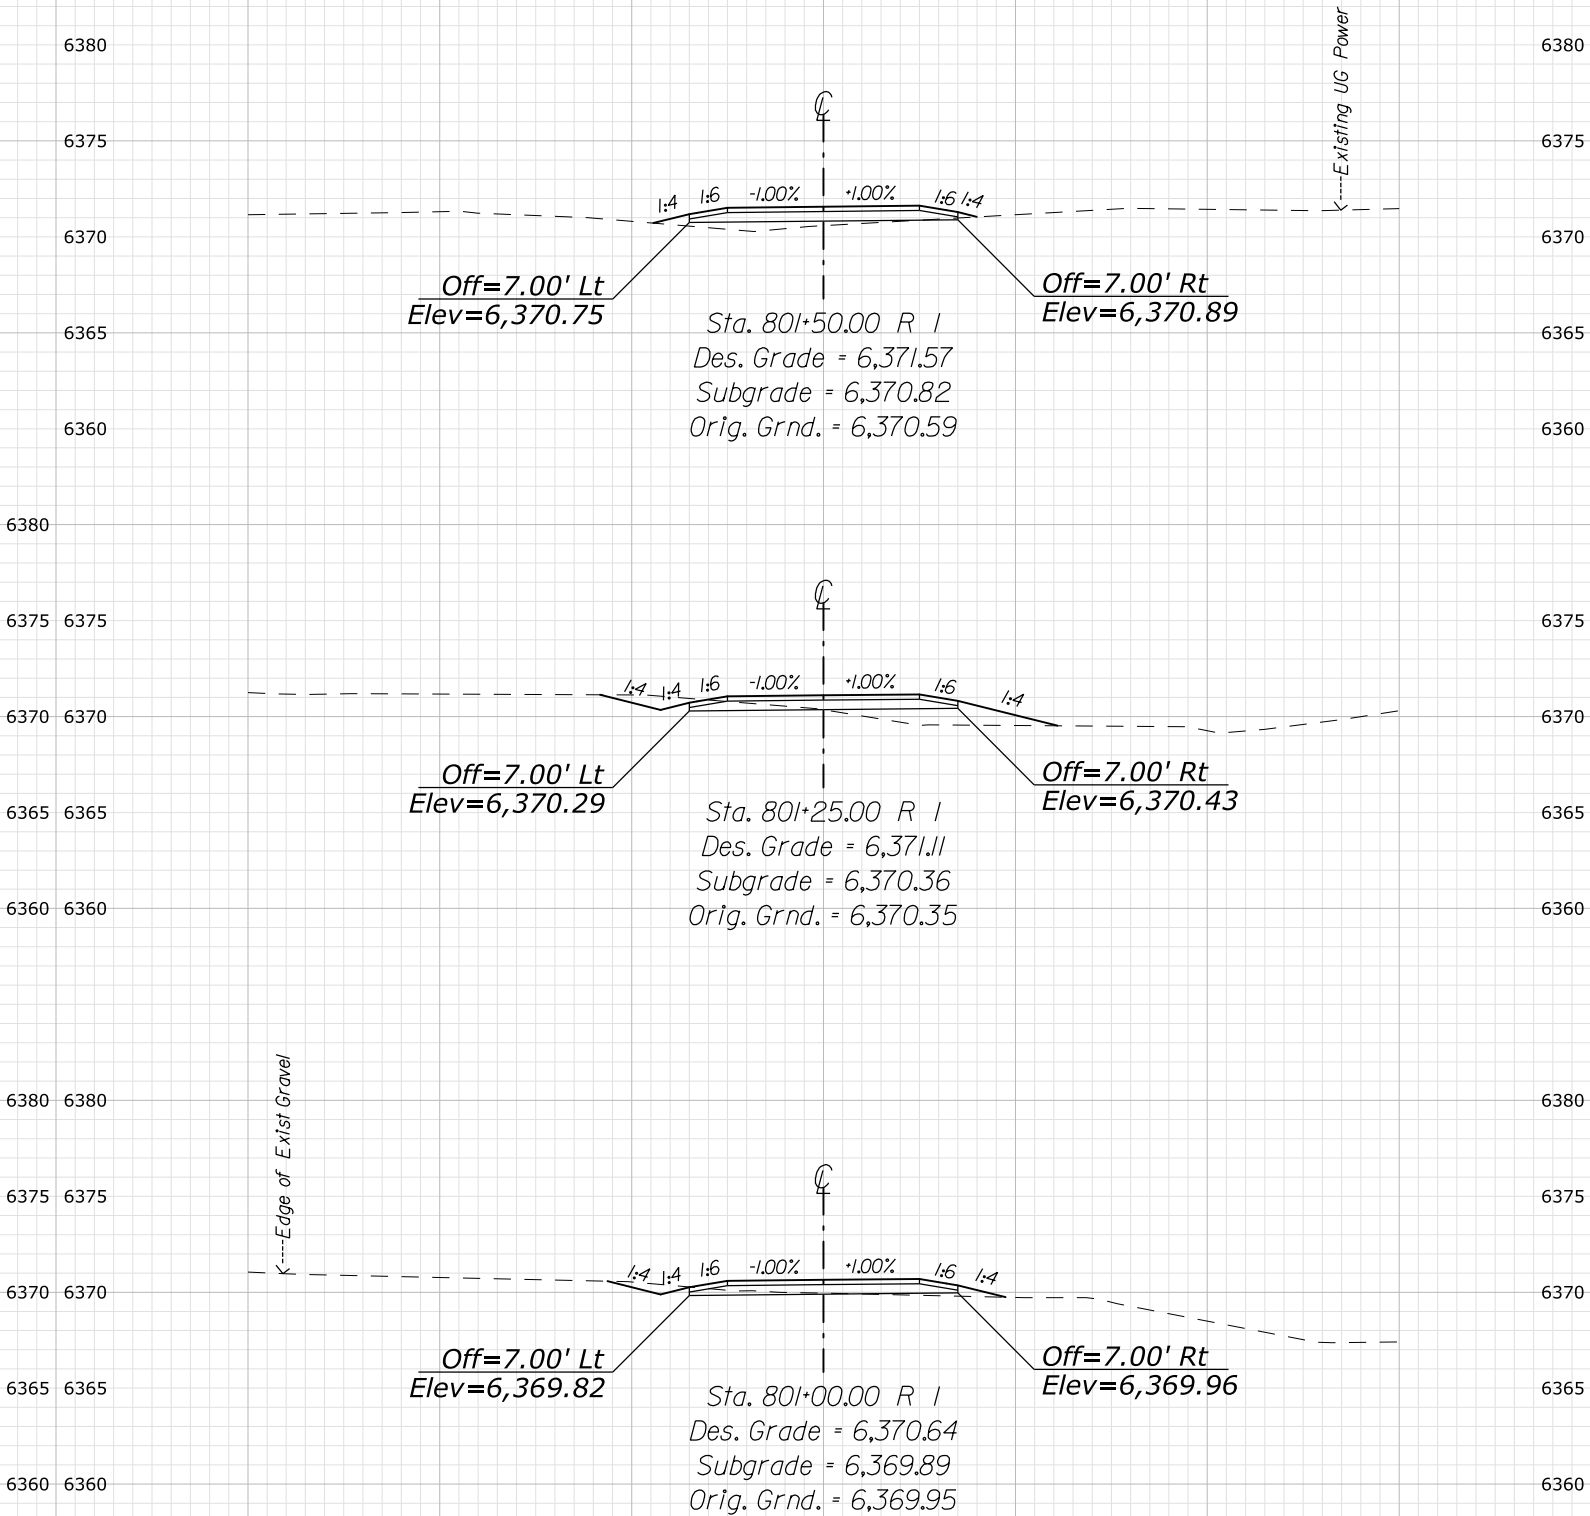 6380 6380
Existing UG Power
℄
6375 6375
1:4 1:6 -1.00% +1.00% 1:6 1:4
6370 6370
Off=7.00' Lt
Elev=6,370.75
Off=7.00' Rt
Elev=6,370.89
6365 6365
Sta. 801+50.00 R 1
Des. Grade = 6,371.57
Subgrade = 6,370.82
Orig. Grnd. = 6,370.59
6360 6360
6380
℄
6375 6375 6375
1:4 1:4 1:6 -1.00% +1.00% 1:6 1:4
6370 6370 6370
Off=7.00' Lt
Elev=6,370.29
Off=7.00' Rt
Elev=6,370.43
6365 6365 6365
Sta. 801+25.00 R 1
Des. Grade = 6,371.11
Subgrade = 6,370.36
Orig. Grnd. = 6,370.35
6360 6360 6360
6380 6380 6380
Edge of Exist Gravel
℄
6375 6375 6375
1:4 1:4 1:6 -1.00% +1.00% 1:6 1:4
6370 6370 6370
Off=7.00' Lt
Elev=6,369.82
Off=7.00' Rt
Elev=6,369.96
6365 6365 6365
Sta. 801+00.00 R 1
Des. Grade = 6,370.64
Subgrade = 6,369.89
Orig. Grnd. = 6,369.95
6360 6360 6360